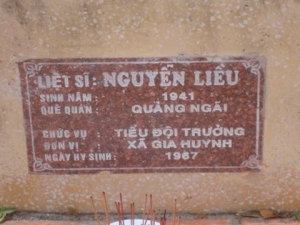 LIỆT SĨ: NGUYỄN LIỀU
SINH NĂM: 1941
QUÊ QUÁN: QUẢNG NGÃI
CHỨC VỤ: TIỂU ĐỘI TRƯỞNG
ĐƠN VỊ: XÃ GIA HUYNH
NGÀY HY SINH: 1967